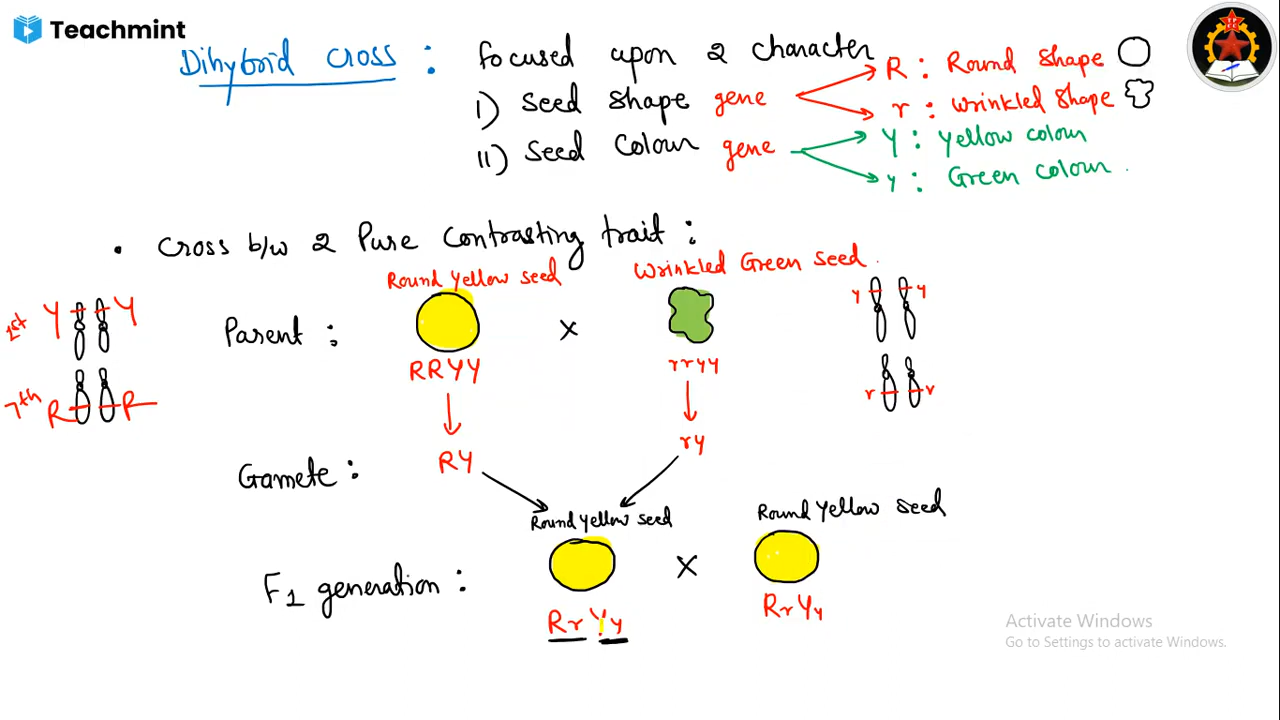 Teachmint
Dihybrid cross : focused upon 2 character
I) Seed Shape gene
R : Round Shape
r : Wrinkled Shape
II) Seed Colour gene
Y : Yellow colour
y : Green colour.
• Cross b/w 2 Pure contrasting trait :
Round Yellow seed
Wrinkled Green seed.
1st Y Y
y y
Parent : x
RRYY
rryy
7th R R
r r
Gamete : RY ry
Round Yellow seed
Round Yellow seed
F1 generation : x
RrYy
RrYy
Activate Windows
Go to Settings to activate Windows.